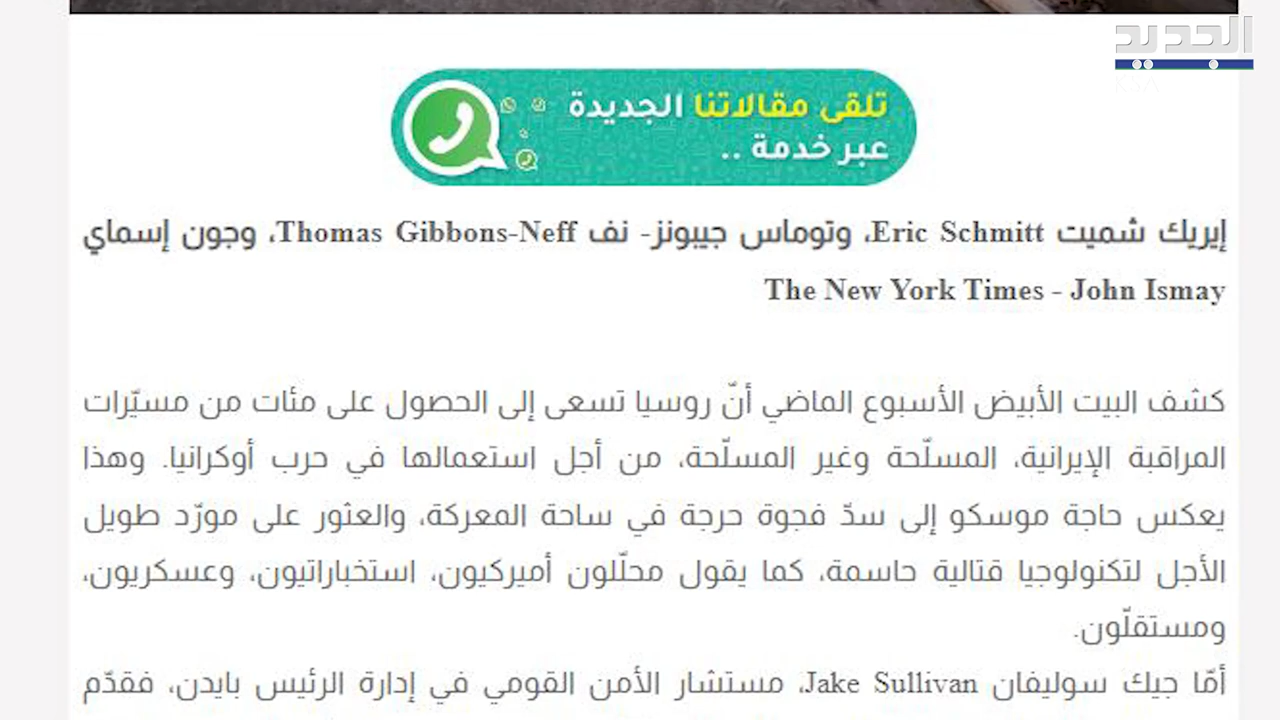 الجديد
تلقى مقالاتنا الجديدة
عبر خدمة ..
إيريك شميت Eric Schmitt، وتوماس جيبونز- نف Thomas Gibbons-Neff، وجون إسماي
The New York Times - John Ismay
كشف البيت الأبيض الأسبوع الماضي أنّ روسيا تسعى إلى الحصول على مئات من مسيّرات
المراقبة الإيرانية، المسلّحة وغير المسلّحة، من أجل استعمالها في حرب أوكرانيا. وهذا
يعكس حاجة موسكو إلى سدّ فجوة حرجة في ساحة المعركة، والعثور على مورّد طويل
الأجل لتكنولوجيا قتالية حاسمة، كما يقول محلّلون أميركيون، استخباراتيون، وعسكريون،
ومستقلّون.
أمّا جيك سوليفان Jake Sullivan، مستشار الأمن القومي في إدارة الرئيس بايدن، فقدّم